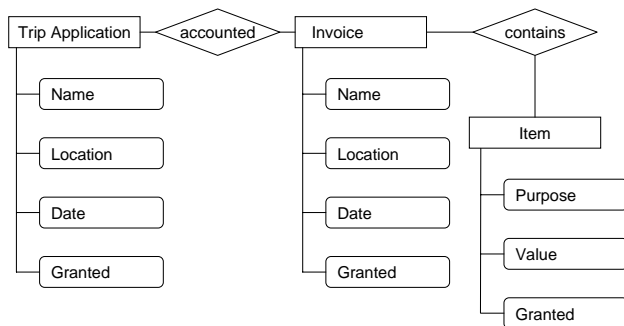 Trip Application
accounted
Invoice
contains
Name
Location
Date
Granted
Name
Location
Date
Granted
Item
Purpose
Value
Granted